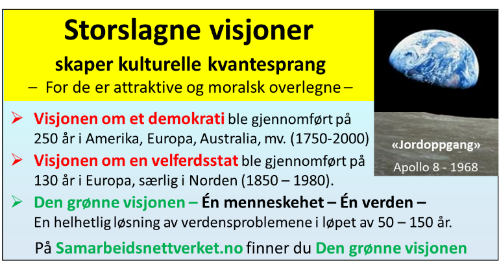 Storslagne visjoner
skaper kulturelle kvantesprang
– For de er attraktive og moralsk overlegne –
➢ Visjonen om et demokrati ble gjennomført på
250 år i Amerika, Europa, Australia, mv. (1750-2000)
➢ Visjonen om en velferdsstat ble gjennomført på
130 år i Europa, særlig i Norden (1850 – 1980).
➢ Den grønne visjonen – Én menneskehet – Én verden –
En helhetlig løsning av verdensproblemene i løpet av 50 – 150 år.
På Samarbeidsnettverket.no finner du Den grønne visjonen
«Jordoppgang»
Apollo 8 - 1968